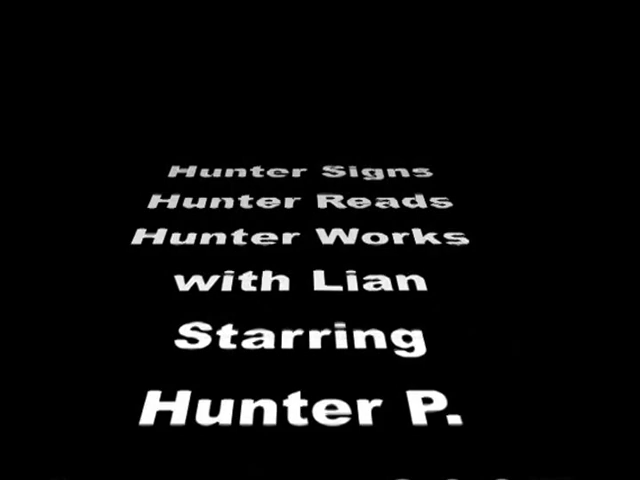 Hunter Signs
Hunter Reads
Hunter Works
with Lian
Starring
Hunter P.